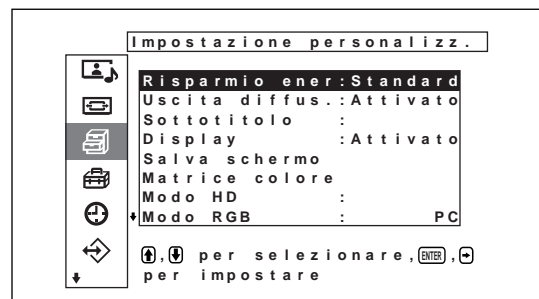 Impostazione personalizz.
Risparmio ener:Standard
Uscita diffus.:Attivato
Sottotitolo :
Display :Attivato
Salva schermo
Matrice colore
Modo HD :
Modo RGB : PC
per selezionare, ENTER ,
per impostare